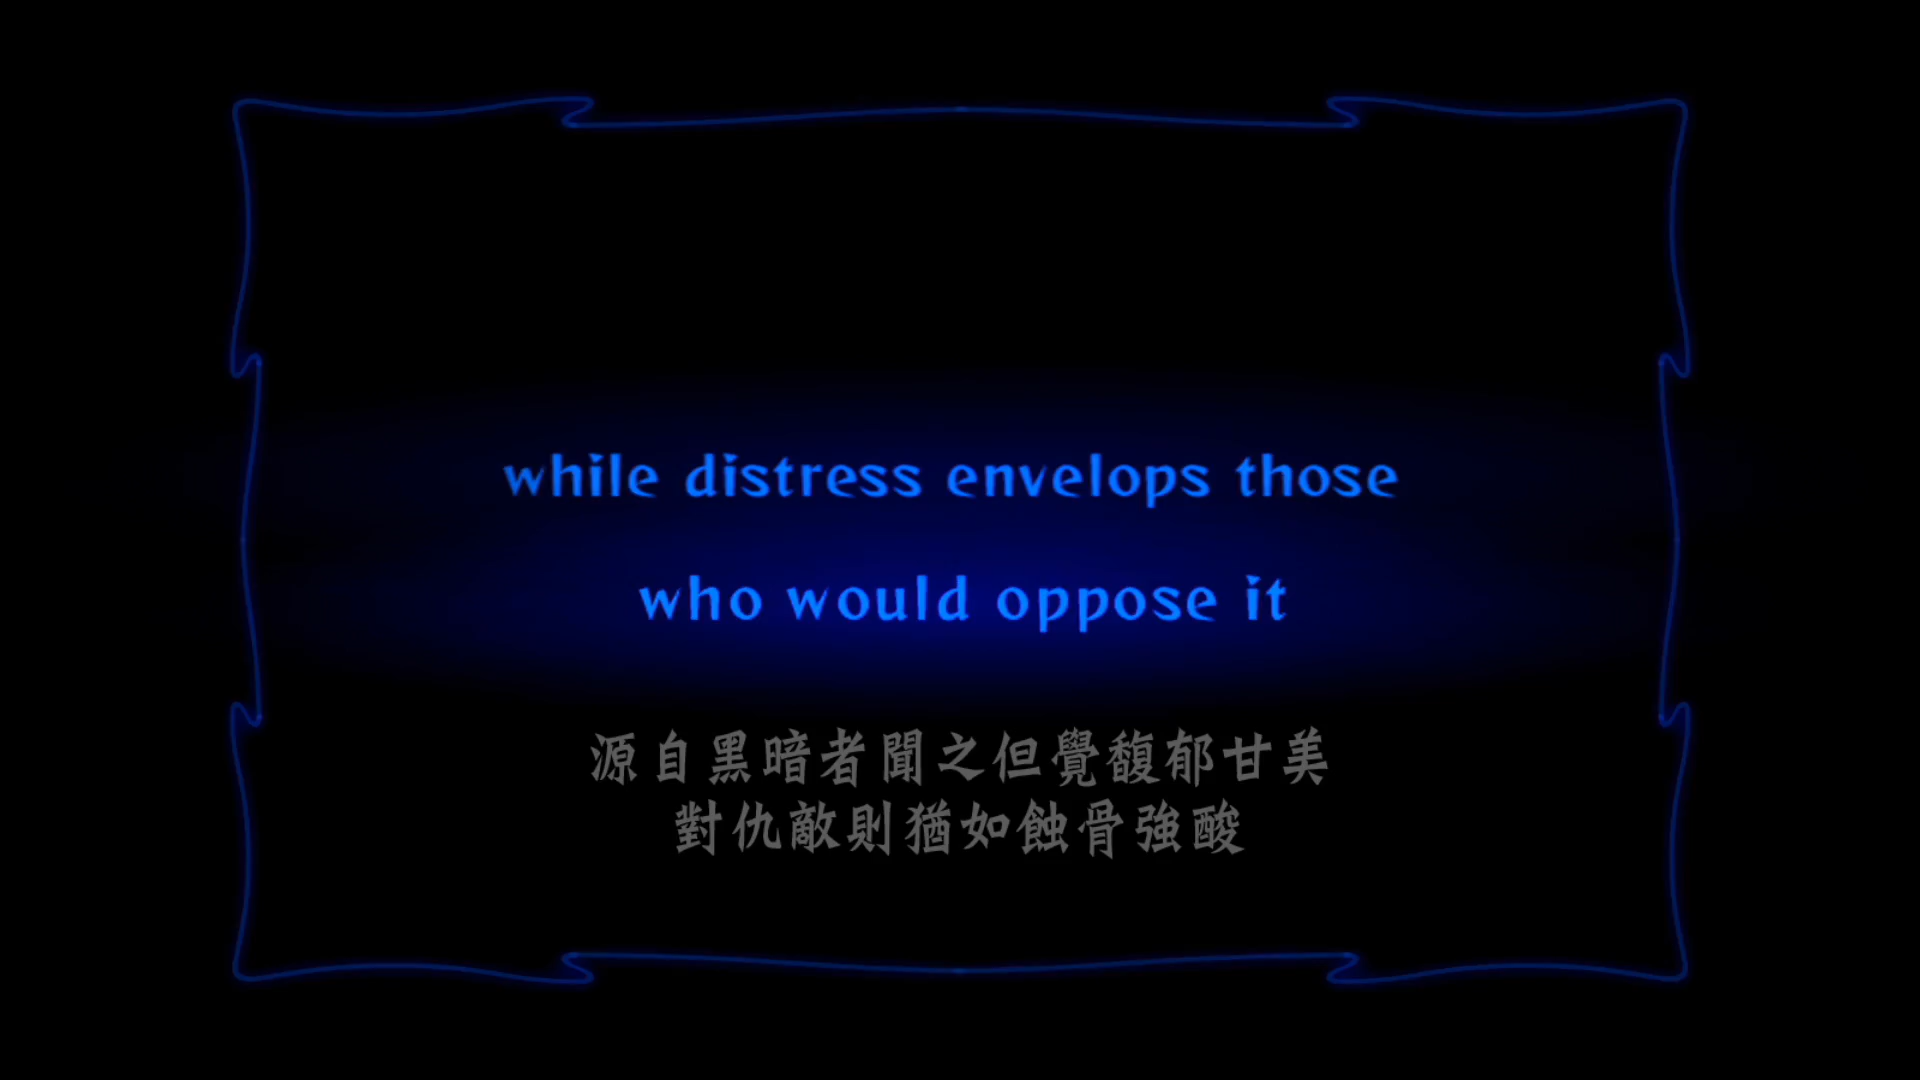 while distress envelops those
who would oppose it
源自黑暗者聞之但覺馥郁甘美
對仇敵則猶如蝕骨強酸